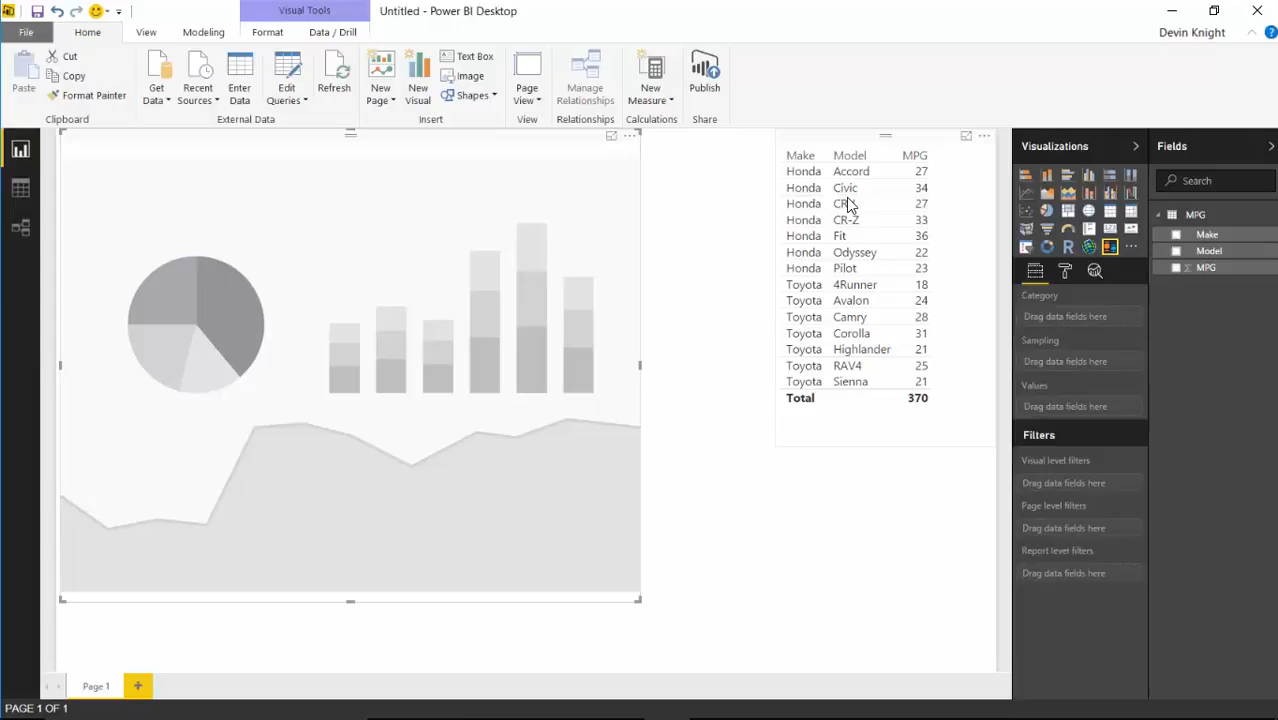 Visual Tools
Untitled - Power BI Desktop
File
Home
View
Modeling
Format
Data / Drill
Devin Knight
Paste
Cut
Copy
Format Painter
Clipboard
Get Data
Recent Sources
Enter Data
Edit Queries
Refresh
External Data
New Page
New Visual
Text Box
Image
Shapes
Insert
Page View
View
Manage Relationships
Relationships
New Measure
Calculations
Publish
Share
Make Model MPG
Honda Accord 27
Honda Civic 34
Honda 27
Honda CR-Z 33
Honda Fit 36
Honda Odyssey 22
Honda Pilot 23
Toyota 4Runner 18
Toyota Avalon 24
Toyota Camry 28
Toyota Corolla 31
Toyota Highlander 21
Toyota RAV4 25
Toyota Sienna 21
Total 370
Visualizations
R
Category
Drag data fields here
Sampling
Drag data fields here
Values
Drag data fields here
Filters
Visual level filters
Drag data fields here
Page level filters
Drag data fields here
Report level filters
Drag data fields here
Fields
Search
MPG
Make
Model
Σ MPG
Page 1
PAGE 1 OF 1